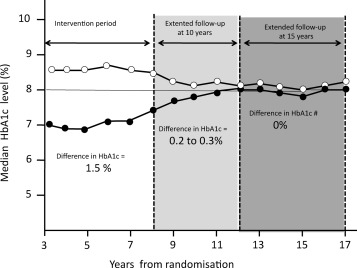 Intervention period
Extented follow-up
at 10 years
Extended follow-up
at 15 years
Median HbA1c level (%)
10
9
8
7
6
5
Difference in HbA1c =
1.5 %
Difference in HbA1c =
0.2 to 0.3%
Difference in HbA1c #
0%
3 5 7 9 11 13 15 17
Years from randomisation